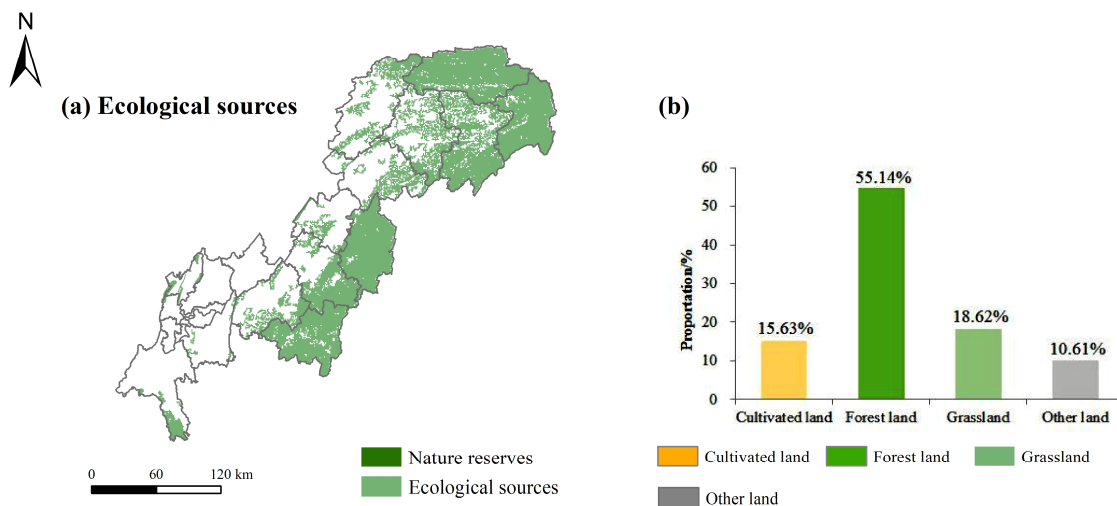 N
(a) Ecological sources
0 60 120 km
Nature reserves
Ecological sources
(b)
Proportation/%
60
50
40
30
20
10
0
15.63%
55.14%
18.62%
10.61%
Cultivated land Forest land Grassland Other land
Cultivated land Forest land Grassland
Other land